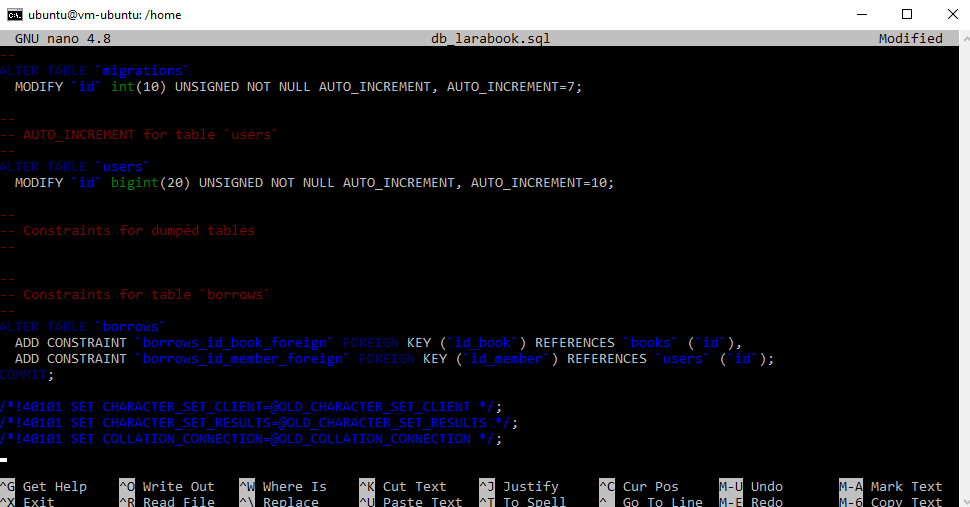 ubuntu@vm-ubuntu: /home
GNU nano 4.8 db_larabook.sql Modified
--
ALTER TABLE `migrations`
MODIFY `id` int(10) UNSIGNED NOT NULL AUTO_INCREMENT, AUTO_INCREMENT=7;
--
-- AUTO_INCREMENT for table `users`
--
ALTER TABLE `users`
MODIFY `id` bigint(20) UNSIGNED NOT NULL AUTO_INCREMENT, AUTO_INCREMENT=10;
--
-- Constraints for dumped tables
--
--
-- Constraints for table `borrows`
--
ALTER TABLE `borrows`
ADD CONSTRAINT `borrows_id_book_foreign` FOREIGN KEY (`id_book`) REFERENCES `books` (`id`),
ADD CONSTRAINT `borrows_id_member_foreign` FOREIGN KEY (`id_member`) REFERENCES `users` (`id`);
COMMIT;
/*!40101 SET CHARACTER_SET_CLIENT=@OLD_CHARACTER_SET_CLIENT */;
/*!40101 SET CHARACTER_SET_RESULTS=@OLD_CHARACTER_SET_RESULTS */;
/*!40101 SET COLLATION_CONNECTION=@OLD_COLLATION_CONNECTION */;
^G Get Help ^O Write Out ^W Where Is ^K Cut Text ^J Justify ^C Cur Pos M-U Undo M-A Mark Text
^X Exit ^R Read File ^\ Replace ^U Paste Text ^T To Spell ^_ Go To Line M-E Redo M-6 Copy Text